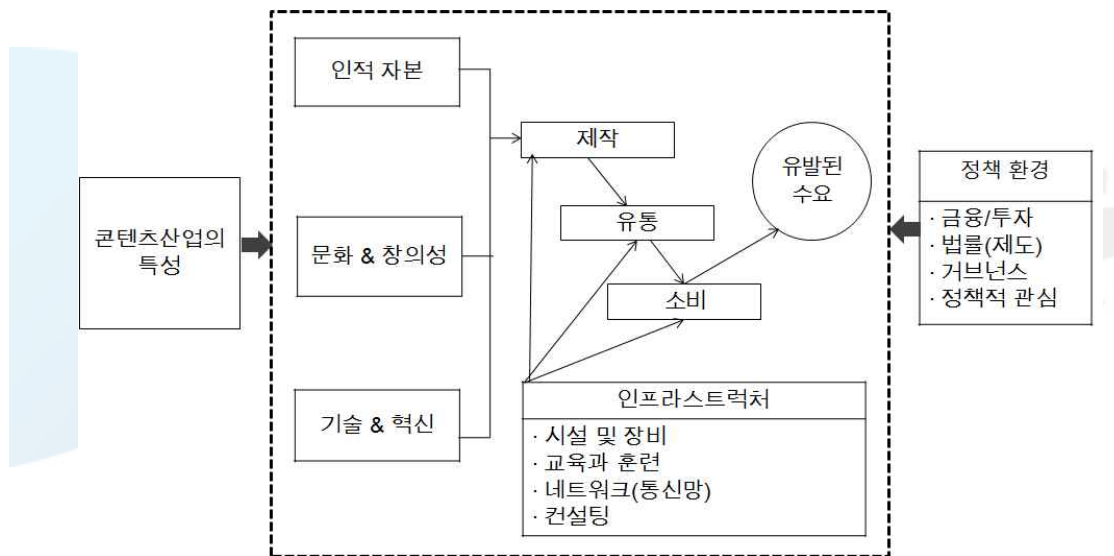 콘텐츠산업의
특성
인적 자본
문화 & 창의성
기술 & 혁신
제작
유통
소비
유발된
수요
인프라스트럭처
· 시설 및 장비
· 교육과 훈련
· 네트워크(통신망)
· 컨설팅
정책 환경
· 금융/투자
· 법률(제도)
· 거브넌스
· 정책적 관심